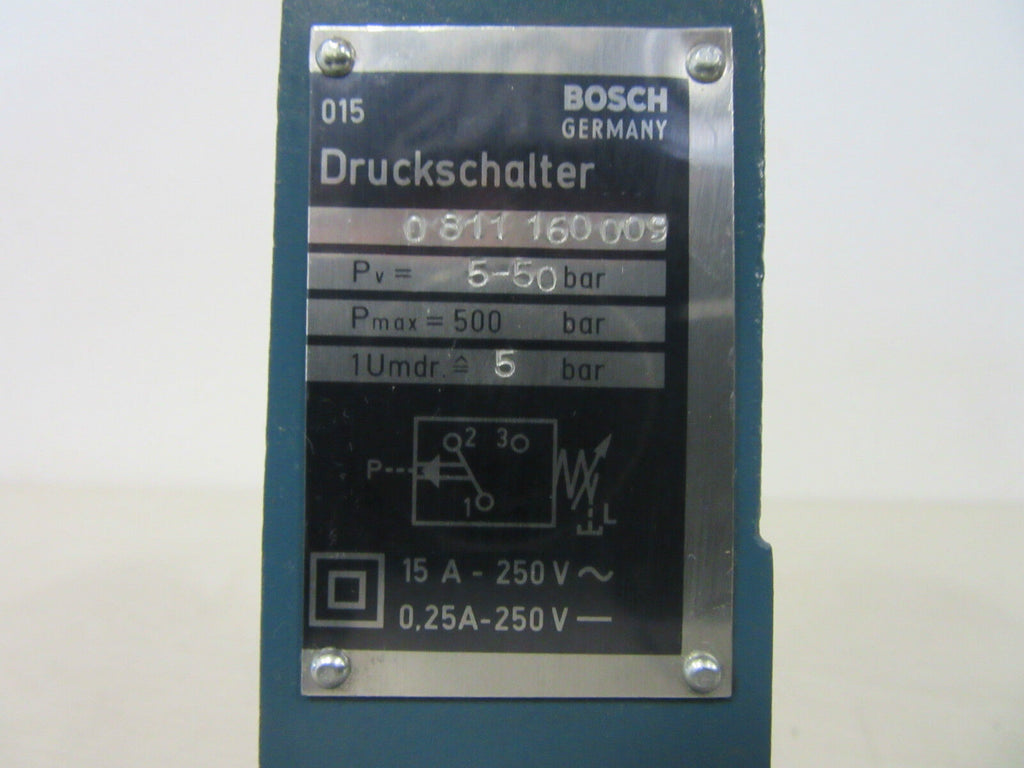 015
BOSCH
GERMANY
Druckschalter
0 811 160 009
Pv = 5-50 bar
Pmax = 500 bar
1Umdr. ≙ 5 bar
2 3
P
1
L
15 A - 250 V ~
0,25A-250 V —